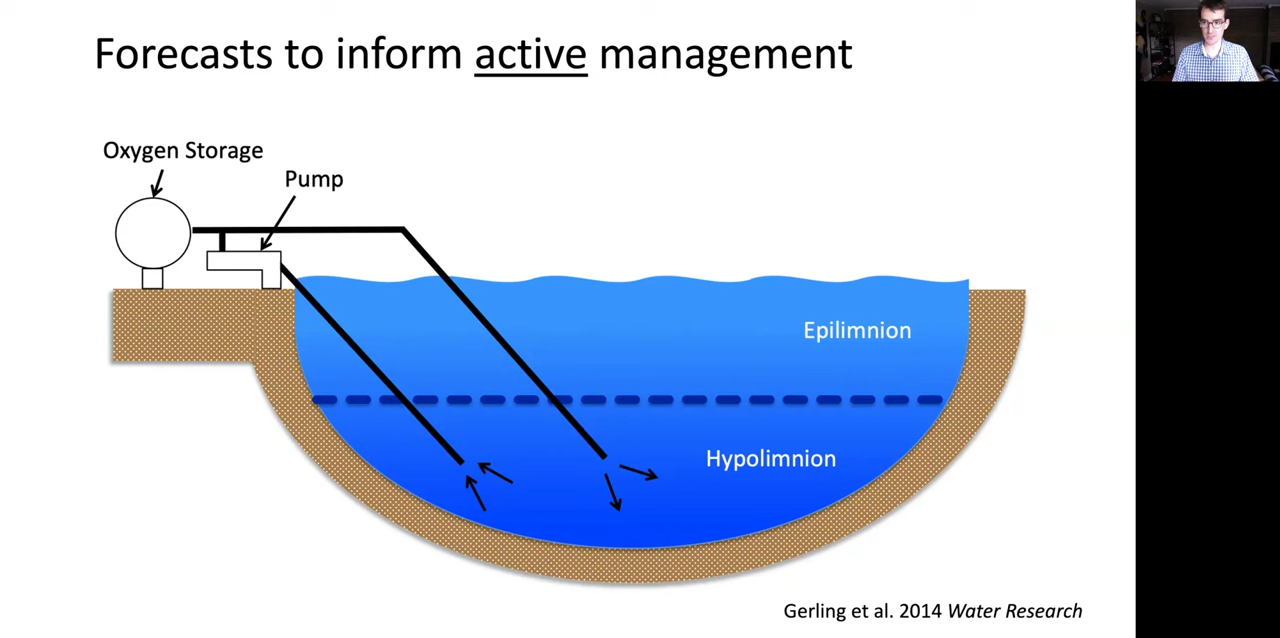 Forecasts to inform active management
Oxygen Storage
Pump
Epilimnion
Hypolimnion
Gerling et al. 2014 Water Research